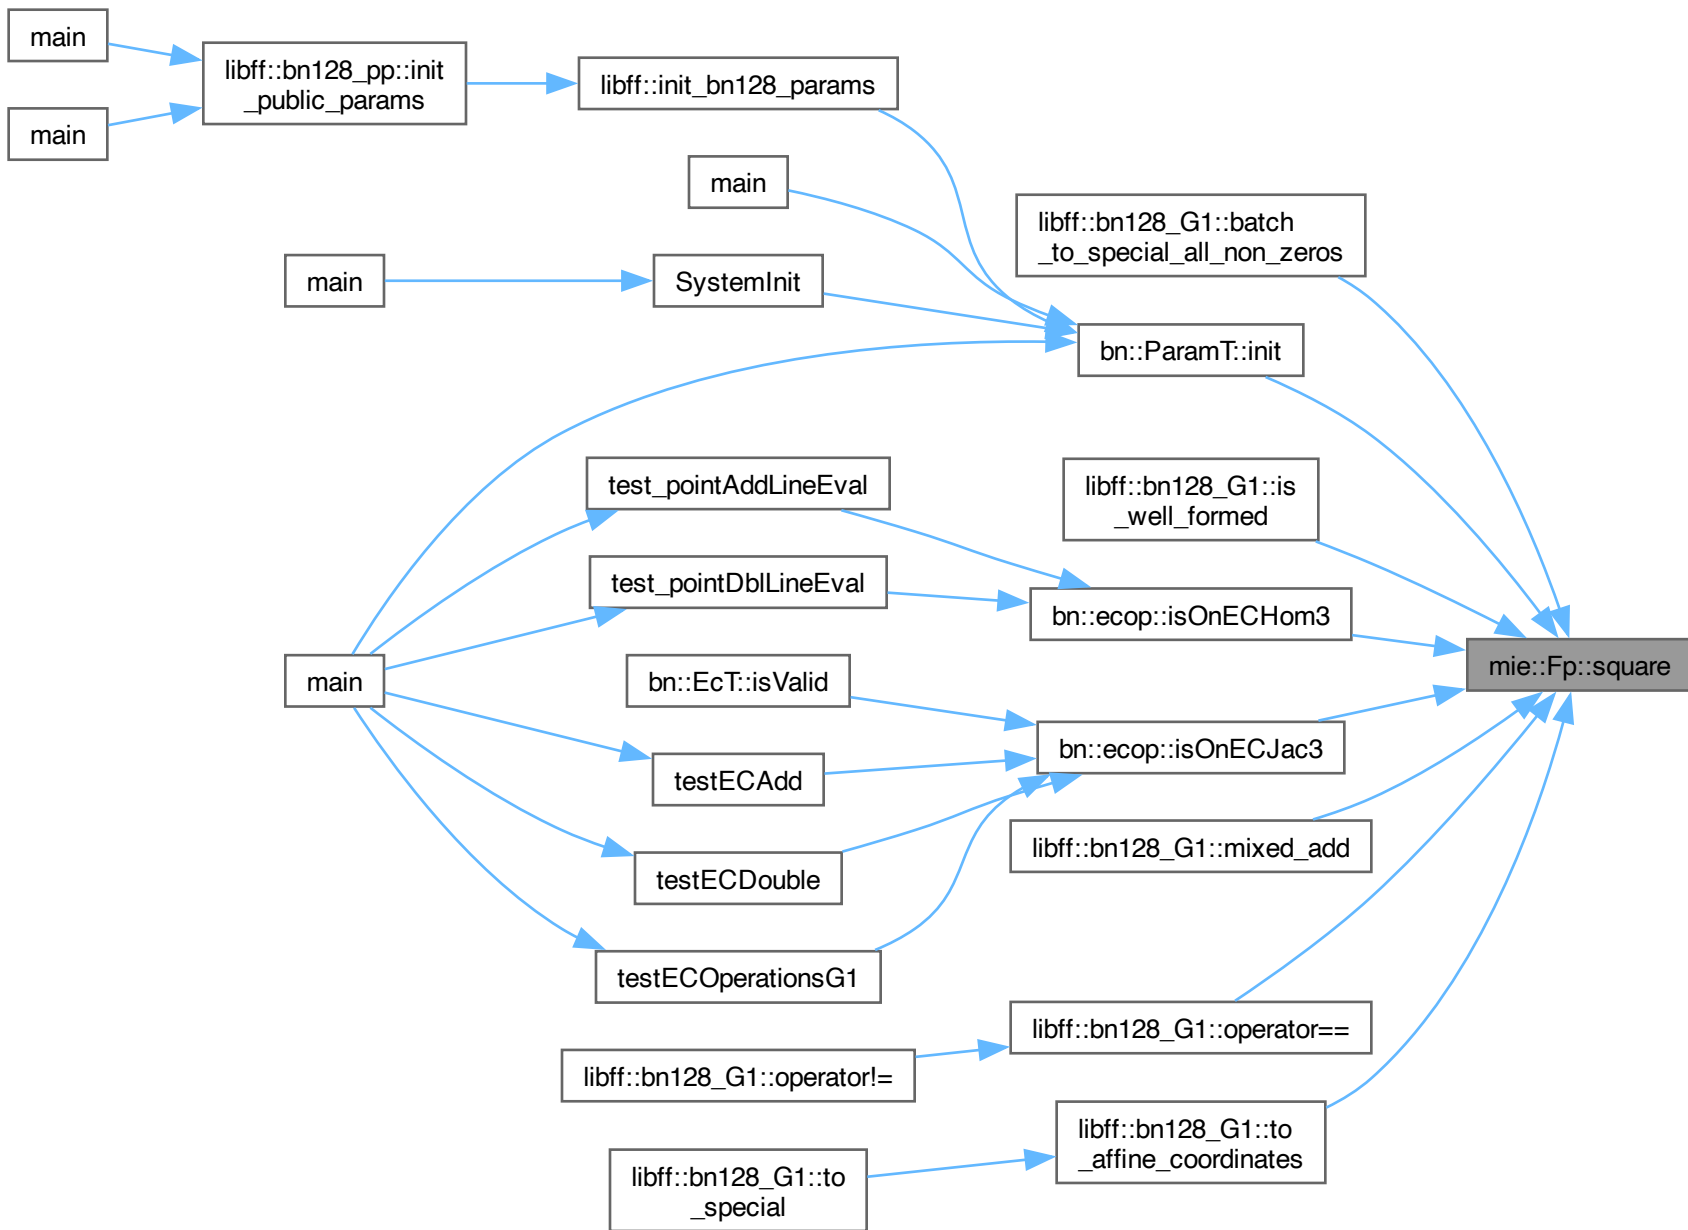 main
libff::bn128_pp::init
_public_params
main
libff::init_bn128_params
main
main
SystemInit
libff::bn128_G1::batch
_to_special_all_non_zeros
bn::ParamT::init
test_pointAddLineEval
libff::bn128_G1::is
_well_formed
test_pointDblLineEval
bn::ecop::isOnECHom3
main
bn::EcT::isValid
mie::Fp::square
testECAdd
bn::ecop::isOnECJac3
testECDouble
libff::bn128_G1::mixed_add
testECOperationsG1
libff::bn128_G1::operator==
libff::bn128_G1::operator!=
libff::bn128_G1::to
_affine_coordinates
libff::bn128_G1::to
_special